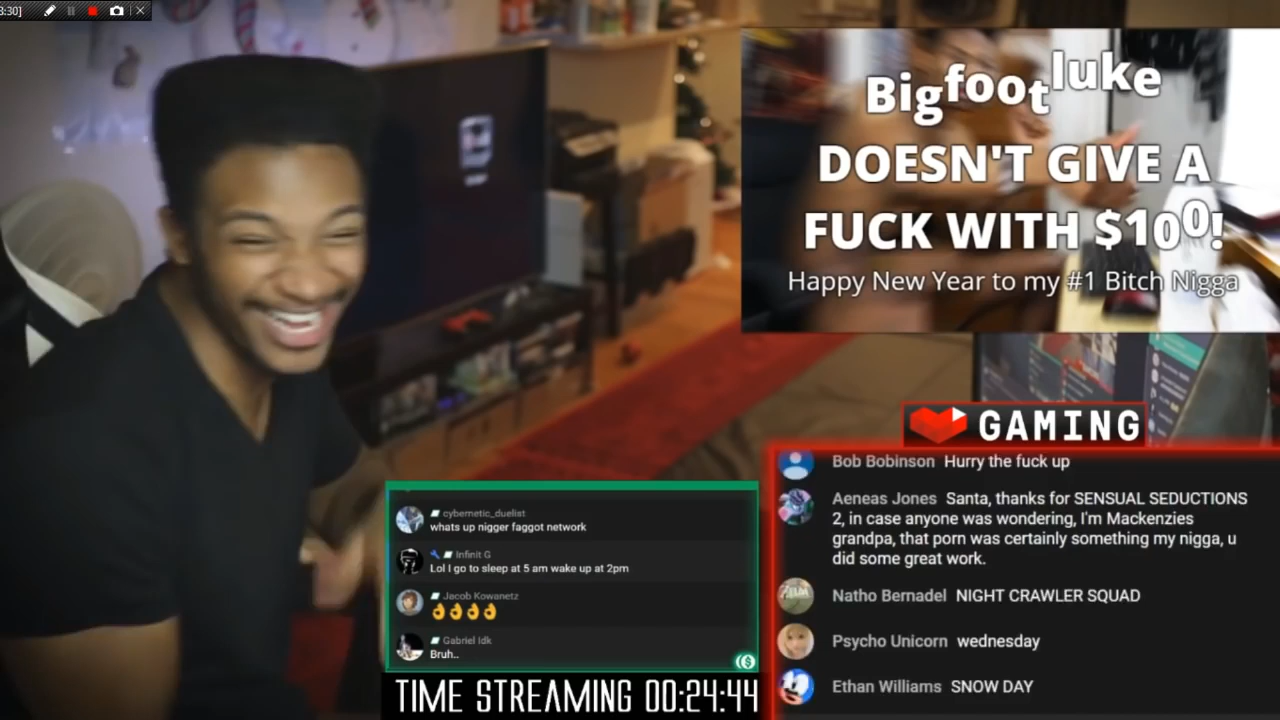 3:30]
Bigfootluke
DOESN'T GIVE A
FUCK WITH $100!
Happy New Year to my #1 Bitch Nigga
GAMING
Bob Bobinson Hurry the fuck up
Aeneas Jones Santa, thanks for SENSUAL SEDUCTIONS
2, in case anyone was wondering, I'm Mackenzies
grandpa, that porn was certainly something my nigga, u
did some great work.
Natho Bernadel NIGHT CRAWLER SQUAD
Psycho Unicorn wednesday
Ethan Williams SNOW DAY
cybernetic_duelist
whats up nigger faggot network
Infinit G
Lol I go to sleep at 5 am wake up at 2pm
Jacob Kowanetz
👌👌👌👌
Gabriel Idk
Bruh..
TIME STREAMING 00:24:44